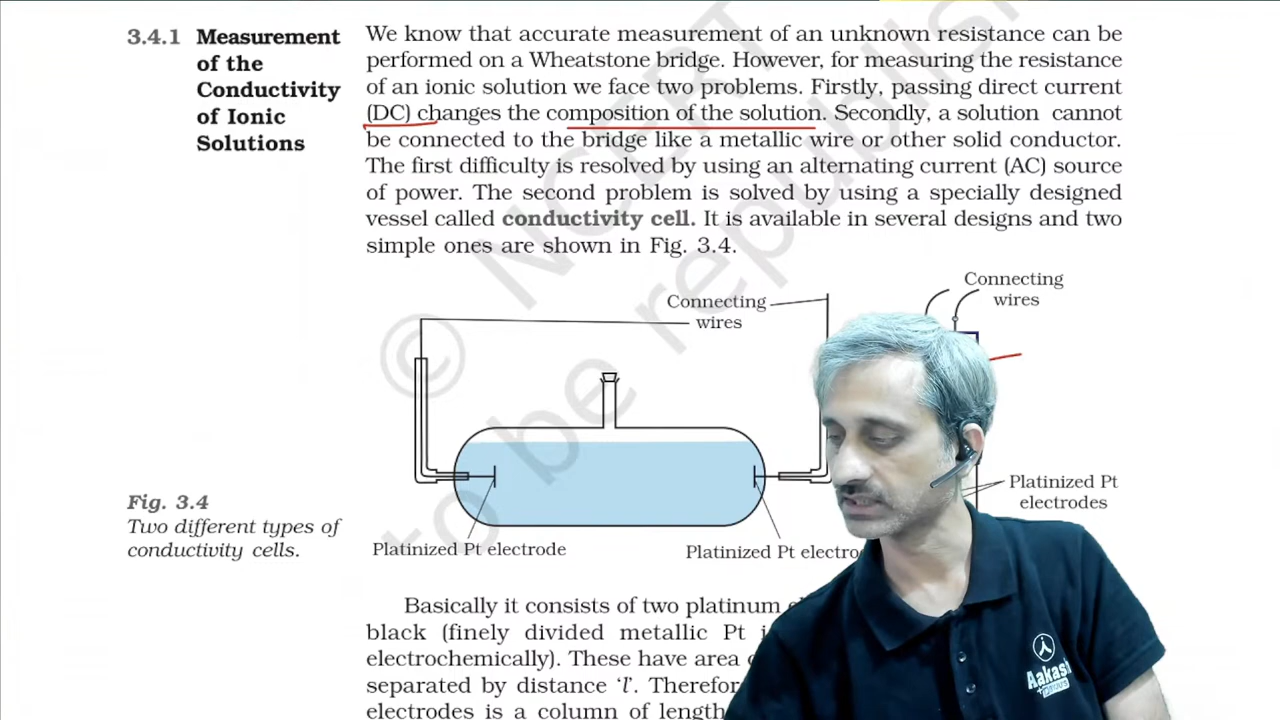 3.4.1 Measurement
of the
Conductivity
of Ionic
Solutions
We know that accurate measurement of an unknown resistance can be
performed on a Wheatstone bridge. However, for measuring the resistance
of an ionic solution we face two problems. Firstly, passing direct current
(DC) changes the composition of the solution. Secondly, a solution cannot
be connected to the bridge like a metallic wire or other solid conductor.
The first difficulty is resolved by using an alternating current (AC) source
of power. The second problem is solved by using a specially designed
vessel called conductivity cell. It is available in several designs and two
simple ones are shown in Fig. 3.4.
Connecting
wires
Connecting
wires
Platinized Pt
electrodes
Platinized Pt electrode
Platinized Pt
Fig. 3.4
Two different types of
conductivity cells.
Basically it consists of two platinum
black (finely divided metallic Pt
electrochemically). These have area
separated by distance 'l'.
electrodes is a column of length
© NCERT
to be republis
Aakash